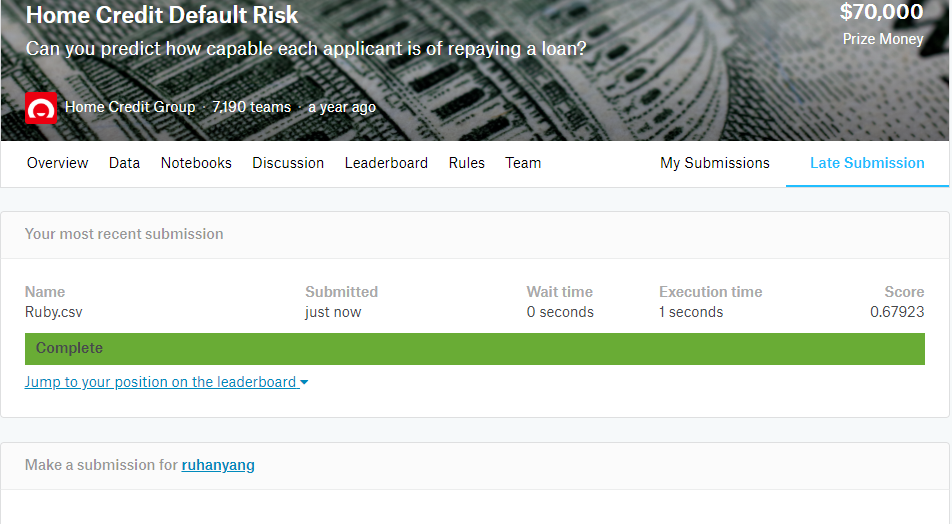 Home Credit Default Risk
$70,000
Can you predict how capable each applicant is of repaying a loan?
Prize Money
Home Credit Group · 7,190 teams · a year ago
Overview Data Notebooks Discussion Leaderboard Rules Team My Submissions Late Submission
Your most recent submission
Name Submitted Wait time Execution time Score
Ruby.csv just now 0 seconds 1 seconds 0.67923
Complete
Jump to your position on the leaderboard
Make a submission for ruhanyang